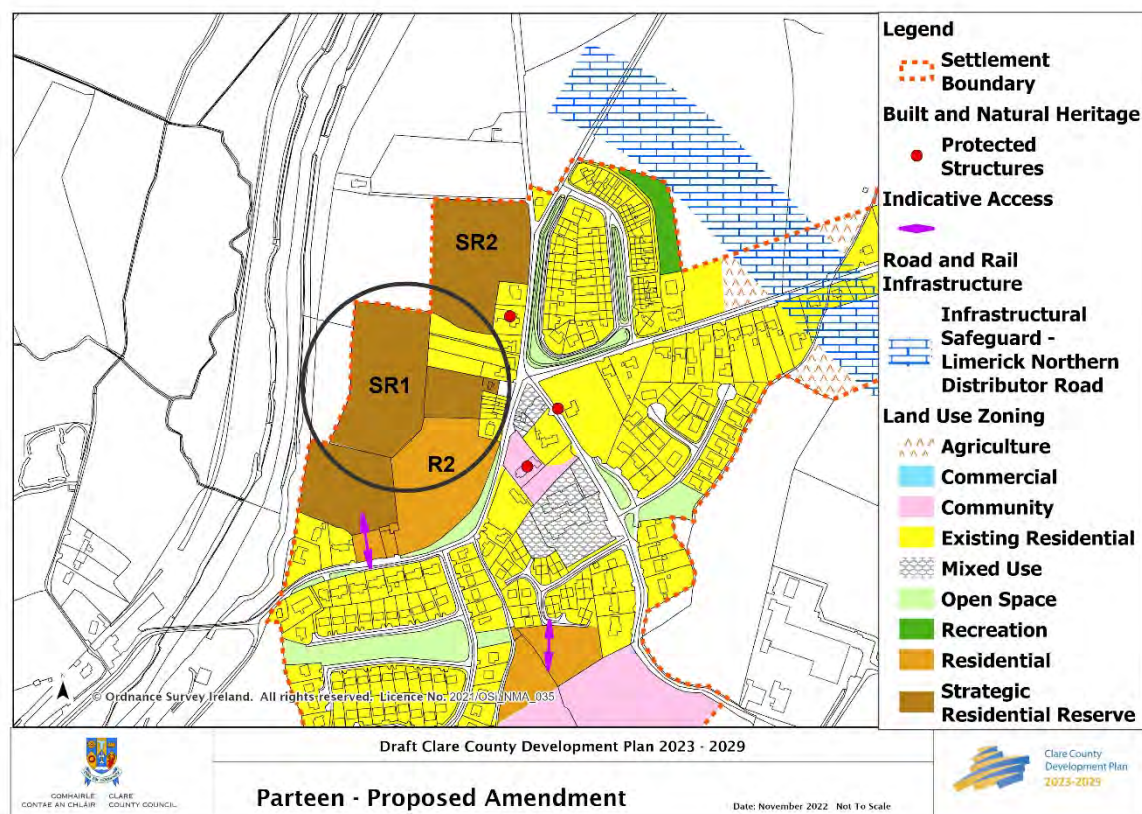 SR2
SR1
R2
© Ordnance Survey Ireland. All rights reserved. Licence No. 2021/OSi_NMA_035
Legend
Settlement
Boundary
Built and Natural Heritage
Protected
Structures
Indicative Access
Road and Rail
Infrastructure
Infrastructural
Safeguard -
Limerick Northern
Distributor Road
Land Use Zoning
Agriculture
Commercial
Community
Existing Residential
Mixed Use
Open Space
Recreation
Residential
Strategic
Residential Reserve
COMHAIRLE CLARE
CONTAE AN CHLÁIR COUNTY COUNCIL
Draft Clare County Development Plan 2023 - 2029
Parteen - Proposed Amendment
Date: November 2022 Not To Scale
Clare County
Development Plan
2023-2029